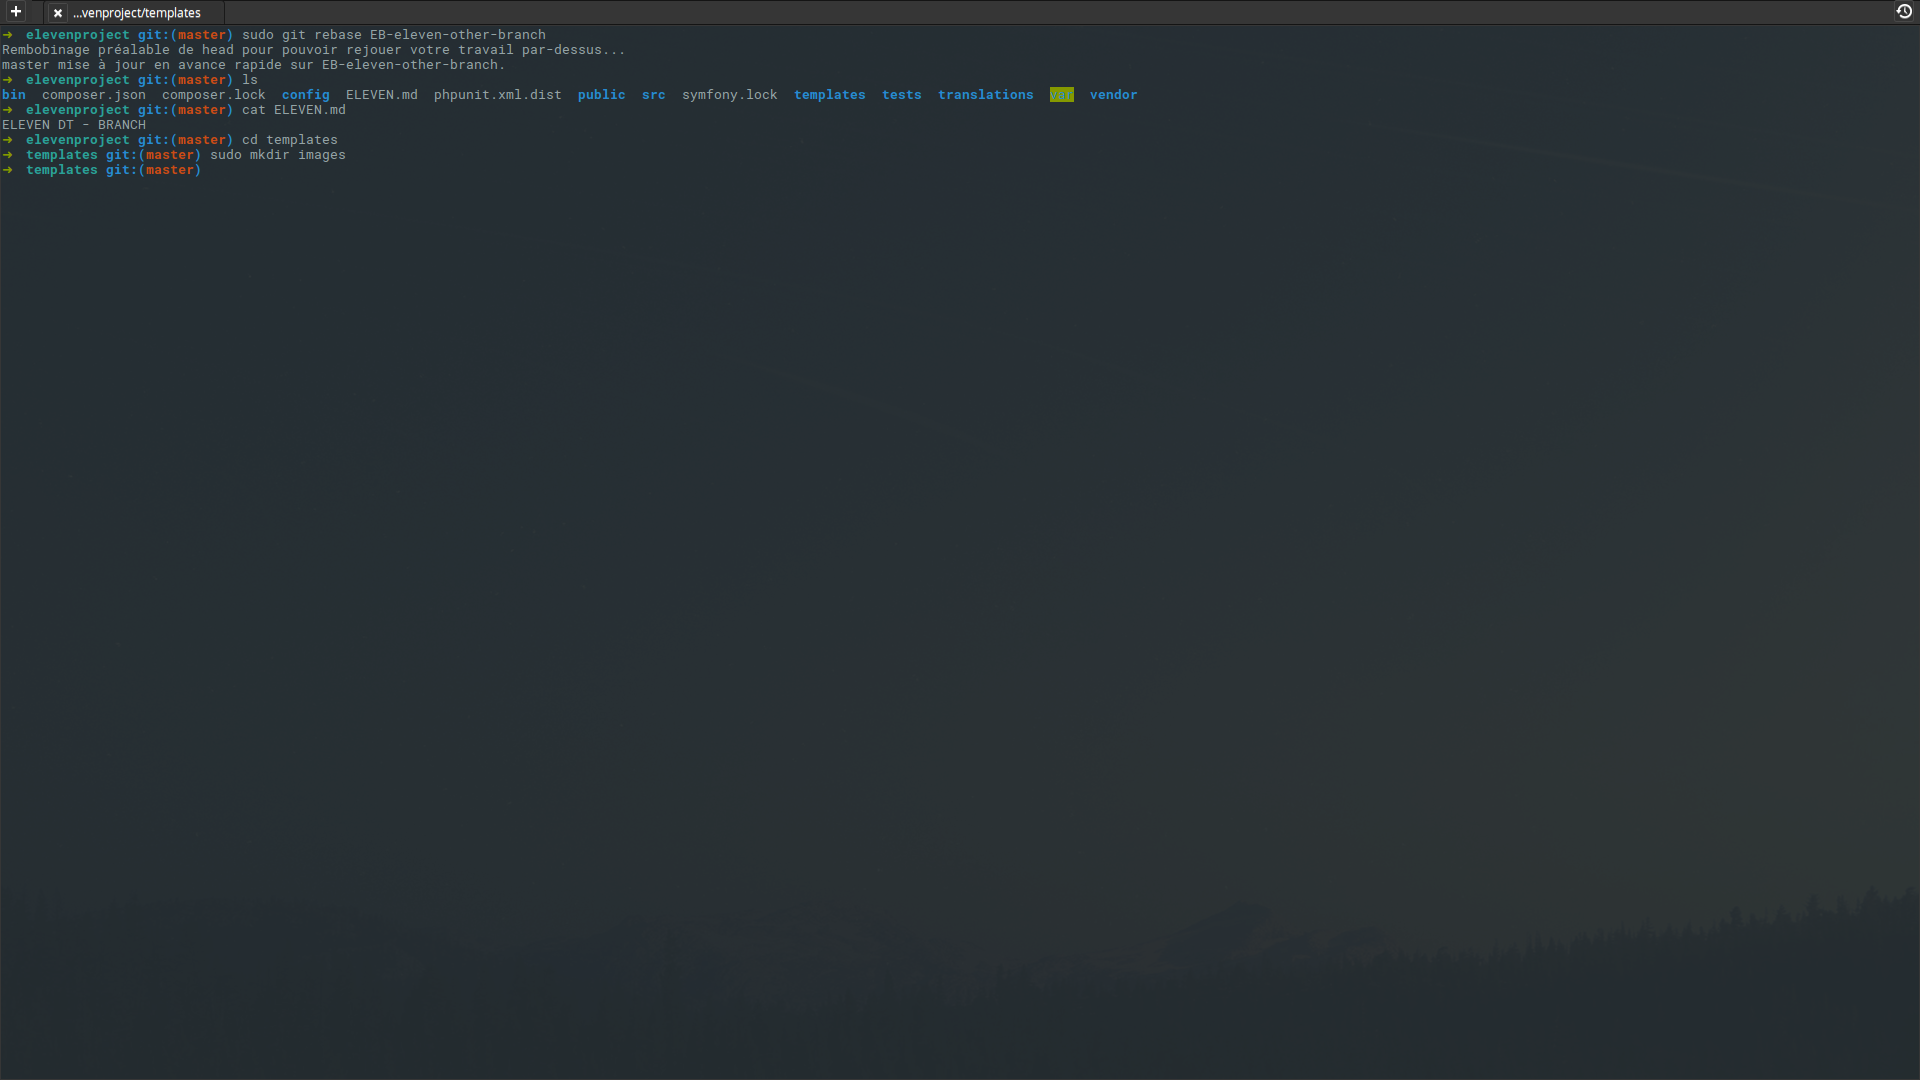 ...venproject/templates
→ elevenproject git:(master) sudo git rebase EB-eleven-other-branch
Rembobinage préalable de head pour pouvoir rejouer votre travail par-dessus...
master mise à jour en avance rapide sur EB-eleven-other-branch.
→ elevenproject git:(master) ls
bin composer.json composer.lock config ELEVEN.md phpunit.xml.dist public src symfony.lock templates tests translations var vendor
→ elevenproject git:(master) cat ELEVEN.md
ELEVEN DT - BRANCH
→ elevenproject git:(master) cd templates
→ templates git:(master) sudo mkdir images
→ templates git:(master)